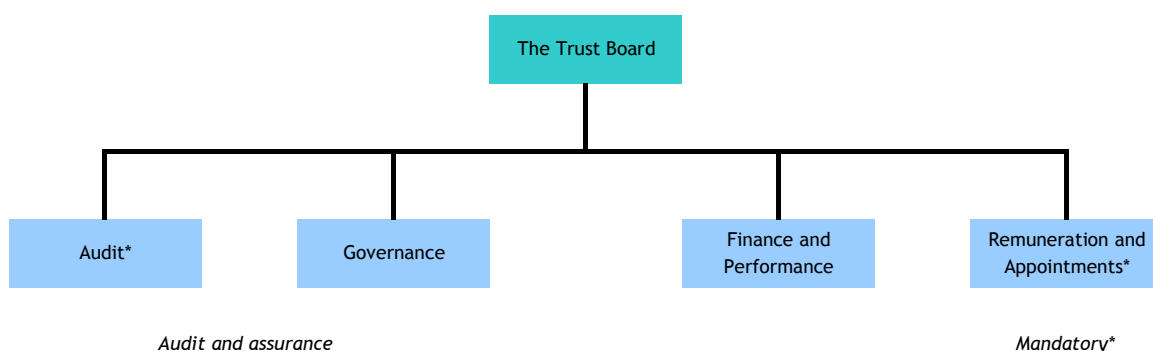 The Trust Board
Audit*
Governance
Finance and
Performance
Remuneration and
Appointments*
Audit and assurance
Mandatory*